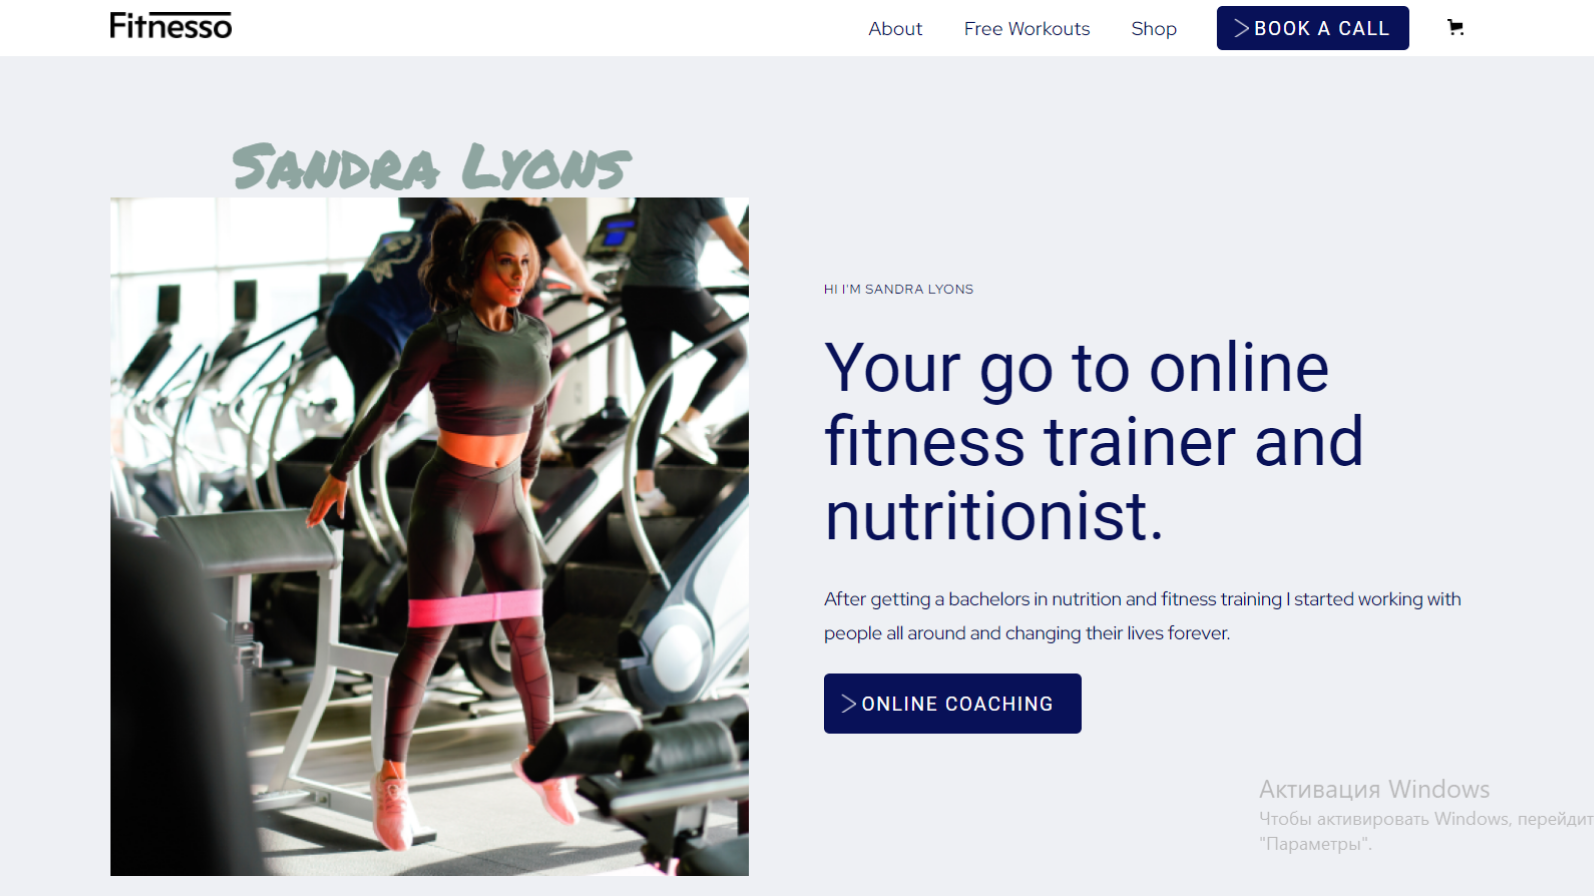 Fitnesso
About
Free Workouts
Shop
BOOK A CALL
Sandra Lyons
HI I'M SANDRA LYONS
Your go to online
fitness trainer and
nutritionist.
After getting a bachelors in nutrition and fitness training I started working with
people all around and changing their lives forever.
ONLINE COACHING
Активация Windows
Чтобы активировать Windows, перейдит
"Параметры".